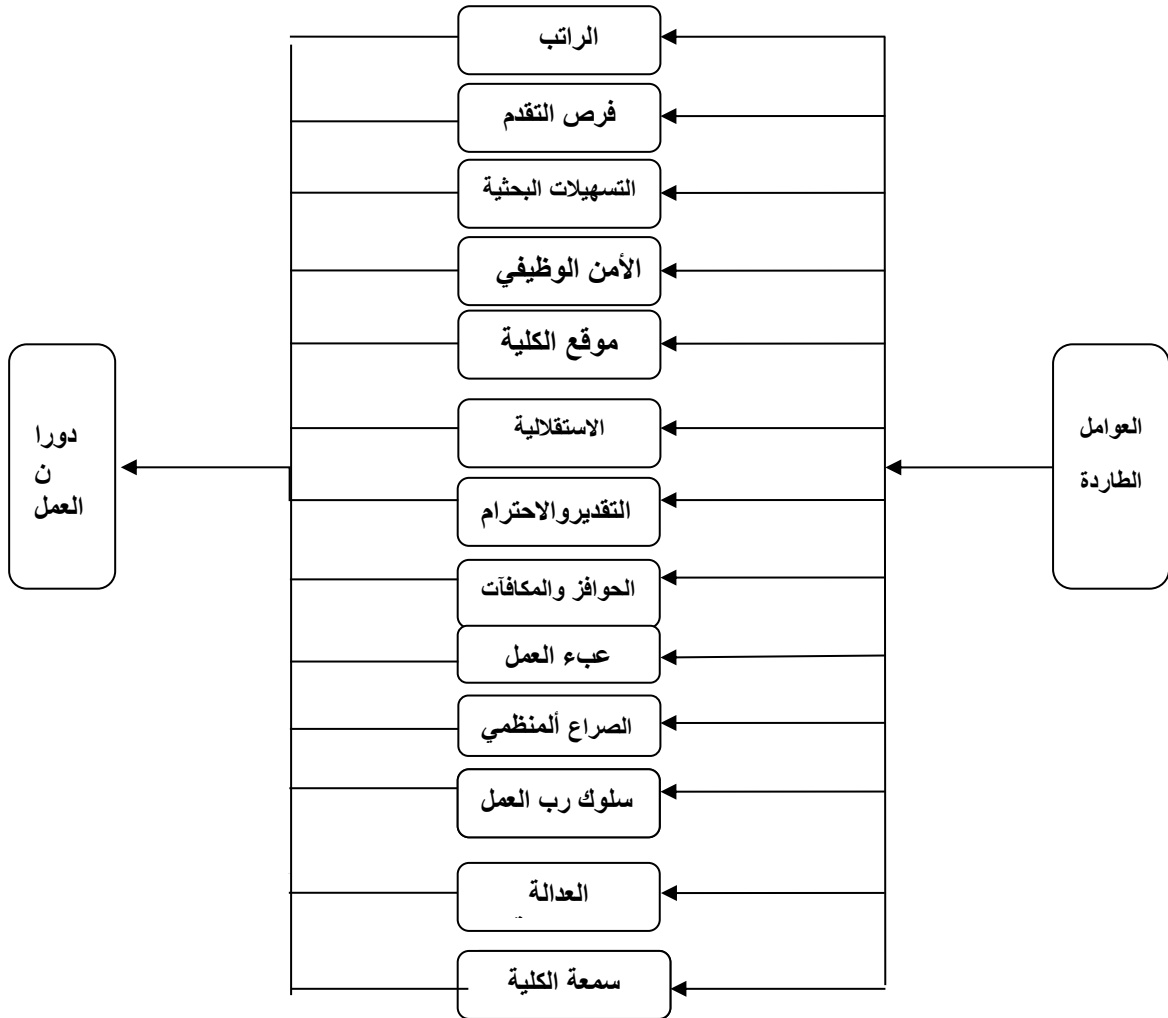 الراتب
فرص التقدم
التسهيلات البحثية
الأمن الوظيفي
موقع الكلية
العوامل
الطاردة
الاستقلالية
دورا
ن
العمل
التقديروالاحترام
الحوافز والمكافآت
عبء العمل
الصراع ألمنظمي
سلوك رب العمل
العدالة
سمعة الكلية